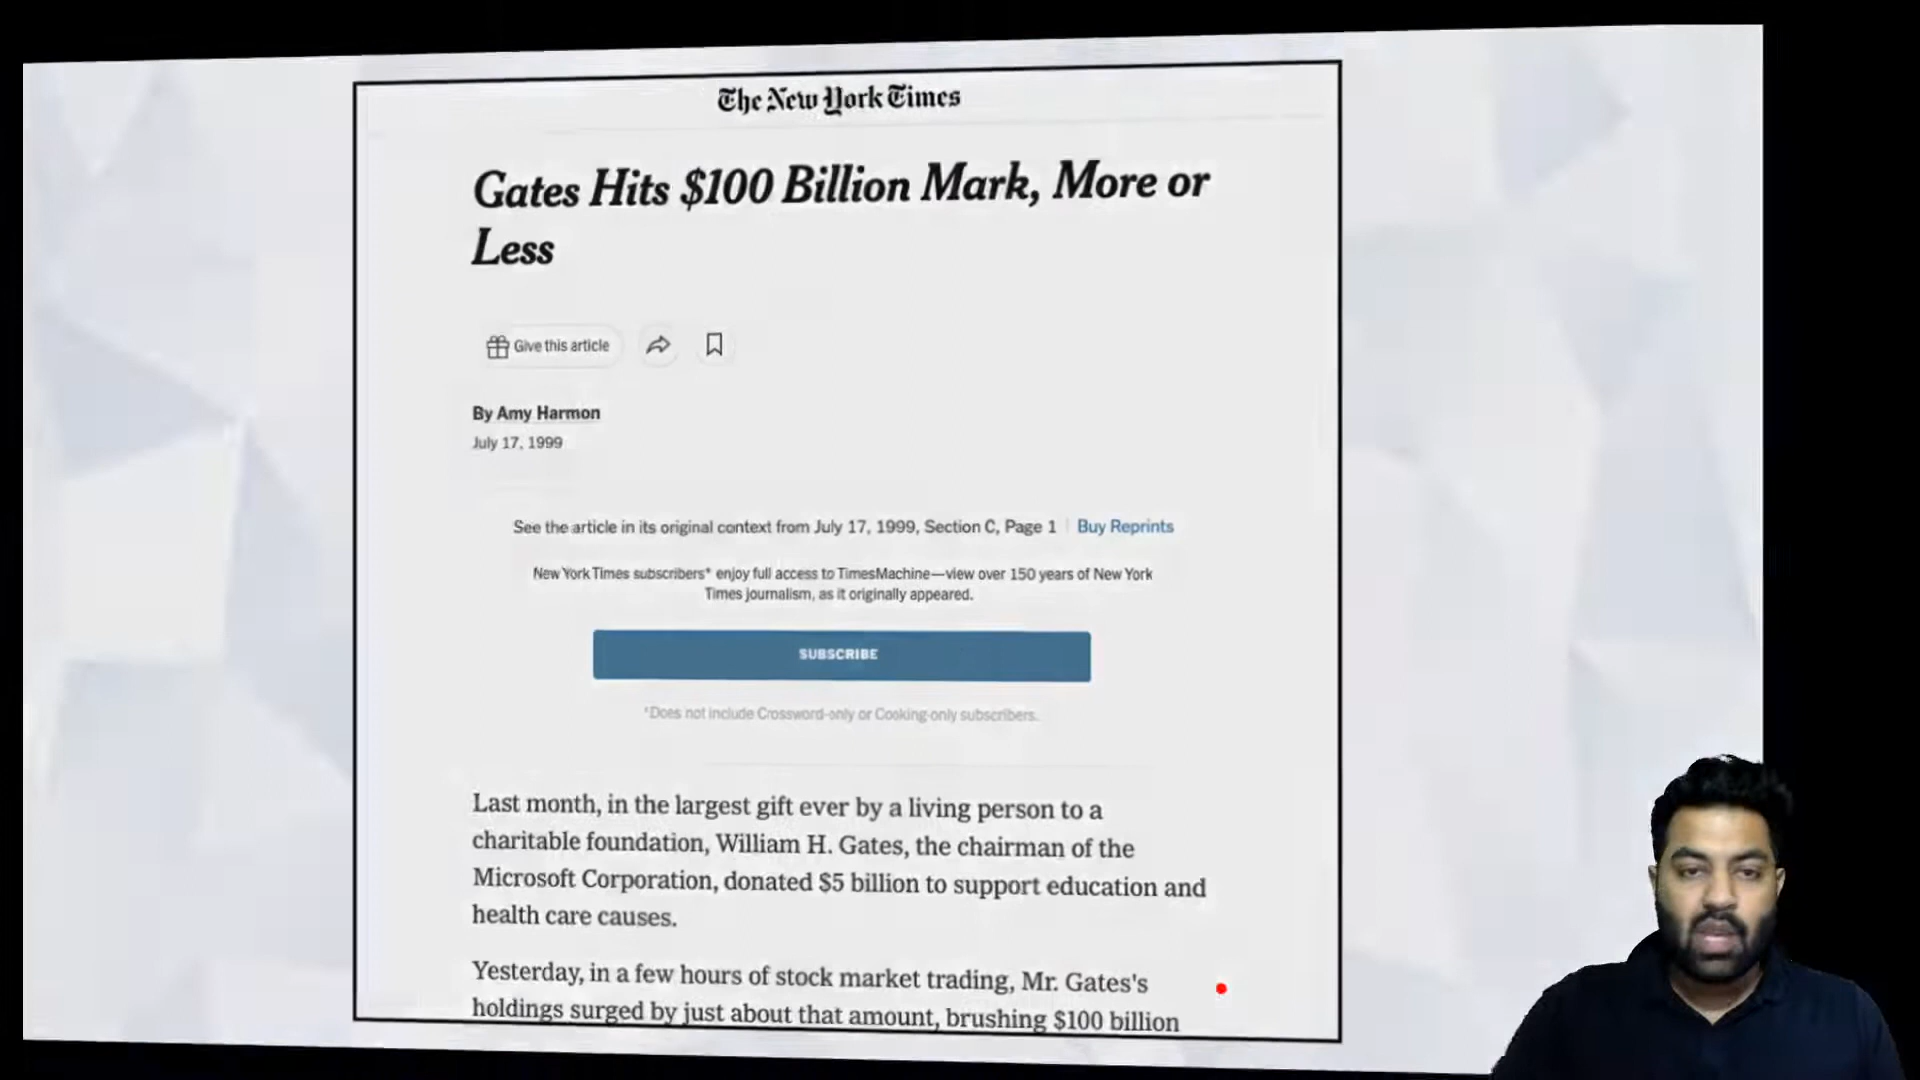 The New York Times
Gates Hits $100 Billion Mark, More or
Less
Give this article
By Amy Harmon
July 17, 1999
See the article in its original context from July 17, 1999, Section C, Page 1 | Buy Reprints
New York Times subscribers* enjoy full access to TimesMachine—view over 150 years of New York
Times journalism, as it originally appeared.
SUBSCRIBE
*Does not include Crossword-only or Cooking-only subscribers.
Last month, in the largest gift ever by a living person to a
charitable foundation, William H. Gates, the chairman of the
Microsoft Corporation, donated $5 billion to support education and
health care causes.
Yesterday, in a few hours of stock market trading, Mr. Gates's
holdings surged by just about that amount, brushing $100 billion